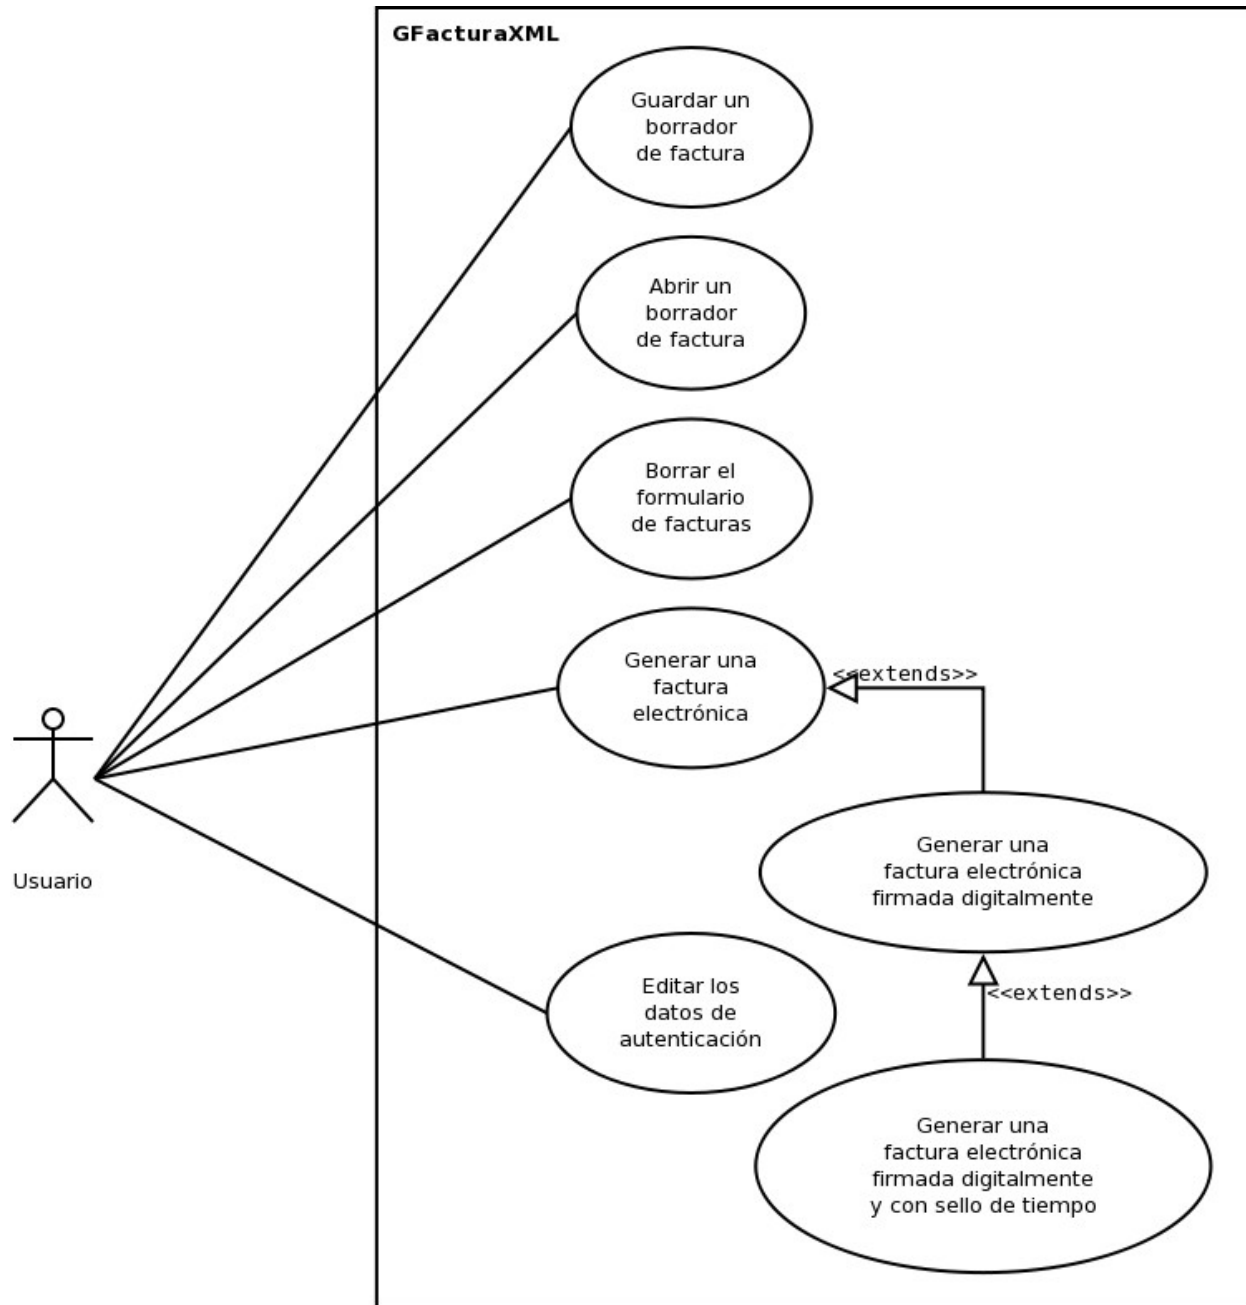 GFacturaXML
Guardar un
borrador
de factura
Abrir un
borrador
de factura
Borrar el
formulario
de facturas
Generar una
factura
electrónica
<<extends>>
Usuario
Generar una
factura electrónica
firmada digitalmente
Editar los
datos de
autenticación
<<extends>>
Generar una
factura electrónica
firmada digitalmente
y con sello de tiempo